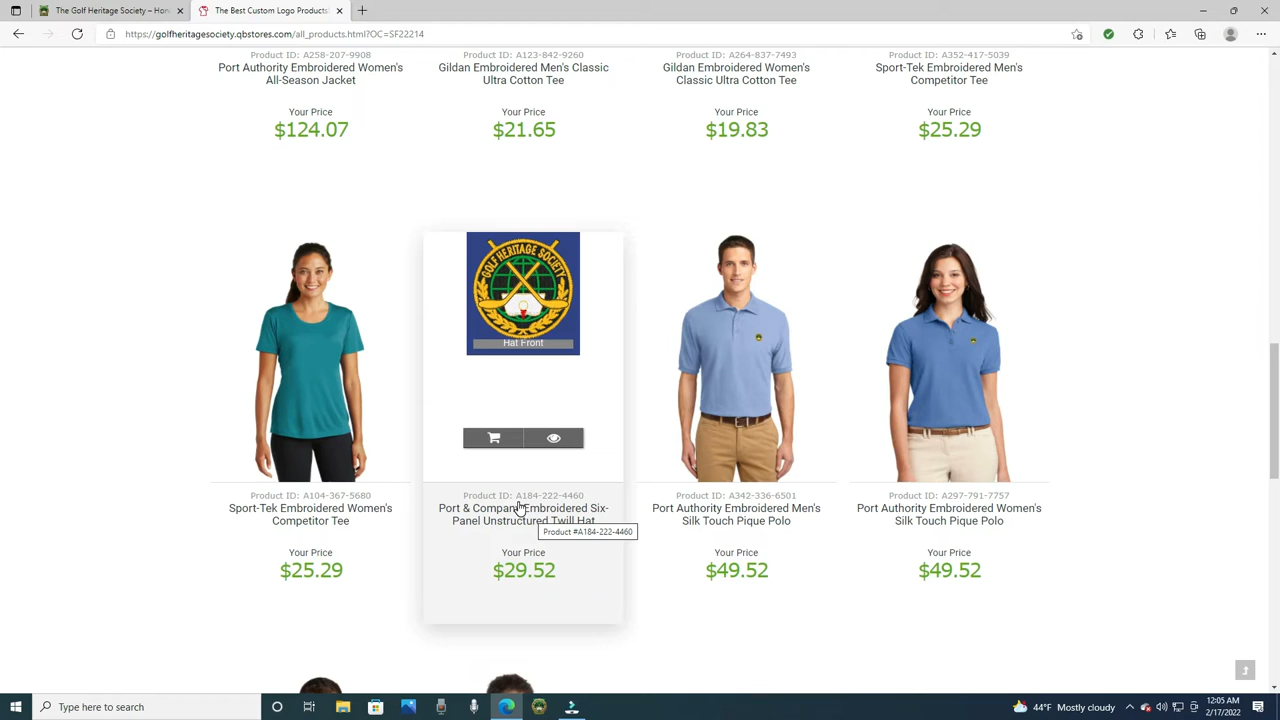 The Golf Heritage Society – Hom
The Best Custom Logo Products:
https://golfheritagesociety.qbstores.com/all_products.html?OC=SF22214
Product ID: A258-207-9908
Port Authority Embroidered Women's
All-Season Jacket
Your Price
$124.07
Product ID: A123-842-9260
Gildan Embroidered Men's Classic
Ultra Cotton Tee
Your Price
$21.65
Product ID: A264-837-7493
Gildan Embroidered Women's
Classic Ultra Cotton Tee
Your Price
$19.83
Product ID: A352-417-5039
Sport-Tek Embroidered Men's
Competitor Tee
Your Price
$25.29
GOLF HERITAGE SOCIETY
Hat Front
Product ID: A104-367-5680
Sport-Tek Embroidered Women's
Competitor Tee
Your Price
$25.29
Product ID: A184-222-4460
Port & Company Embroidered Six-
Panel Unstructured Twill Hat
Product #A184-222-4460
Your Price
$29.52
Product ID: A342-336-6501
Port Authority Embroidered Men's
Silk Touch Pique Polo
Your Price
$49.52
Product ID: A297-791-7757
Port Authority Embroidered Women's
Silk Touch Pique Polo
Your Price
$49.52
Type here to search
44°F Mostly cloudy
12:05 AM
2/17/2022